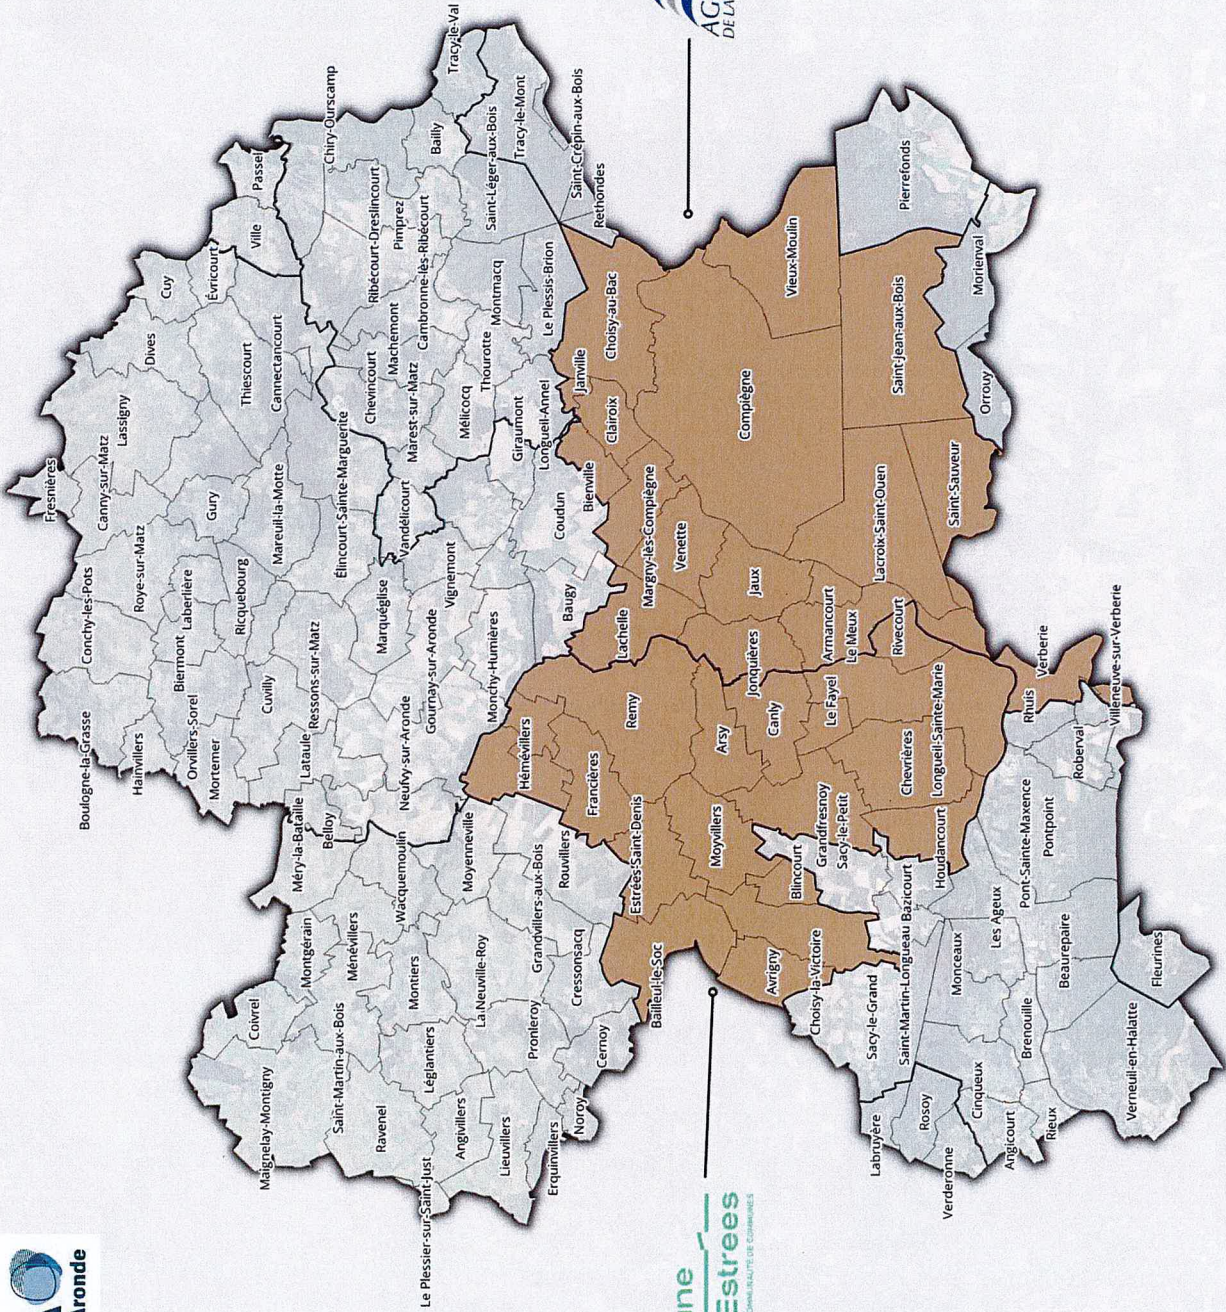 Fresnières
Aronde
Conchy-les-Pots
Boulogne-la-Grasse
Canny-sur-Matz
Lassigny
Roye-sur-Matz
Hainvilliers
Dives
Cuy
Biermont
Laberlière
Orvillers-Sorel
Gury
Évricourt
Mortemer
Ricquebourg
Thiescourt
Ville
Passel
Coivrel
Maignelay-Montigny
Cuvilly
Mareuil-la-Motte
Cannectancourt
Méry-la-Bataille
Lataule
Montgérain
Ressons-sur-Matz
Belloy
Chiry-Ourscamp
Saint-Martin-aux-Bois
Élincourt-Sainte-Marguerite
Ménévillers
Chevincourt
Ribécourt-Dreslincourt
Ravenel
Marquéglise
Machemont
Pimprez
Wacquemoulin
Neufvy-sur-Aronde
Vandélicourt
Marest-sur-Matz
Montiers
Cambronne-lès-Ribécourt
Le Plessier-sur-Saint-Just
Léglantiers
Gournay-sur-Aronde
Bailly
Tracy-le-Val
Vignemont
Angivillers
Moyenneville
Mélicocq
La Neuville-Roy
Thourotte
Saint-Léger-aux-Bois
Monchy-Humières
Montmacq
Lieuvillers
Giraumont
Tracy-le-Mont
Hémévillers
Pronleroy
Grandvillers-aux-Bois
Longueil-Annel
Le Plessis-Brion
Erquinvillers
Rouvillers
Baugy
Coudun
Cressonsacq
Noroy
Janville
Saint-Crépin-aux-Bois
Bienville
Francières
Rethondes
Cernoy
Choisy-au-Bac
Clairoix
Lachelle
Remy
Estrées-Saint-Denis
Margny-lès-Compiègne
Bailleul-le-Soc
Venette
Moyvillers
Arsy
Compiègne
Estrees
COMMUNAUTÉ DE COMMUNES
AG
DE LA
Jonquières
Jaux
Avrigny
Canly
Vieux-Moulin
Blincourt
Choisy-la-Victoire
Grandfresnoy
Le Fayel
Armancourt
Sacy-le-Petit
Le Meux
Sacy-le-Grand
Labruyère
Lacroix-Saint-Ouen
Rivecourt
Saint-Jean-aux-Bois
Saint-Martin-Longueau
Bazicourt
Chevrières
Pierrefonds
Rosoy
Houdancourt
Longueil-Sainte-Marie
Verderonne
Monceaux
Saint-Sauveur
Cinqueux
Morienval
Orrouy
Les Ageux
Angicourt
Brenouille
Pont-Sainte-Maxence
Rhuis
Verberie
Rieux
Pontpoint
Beaurepaire
Roberval
Villeneuve-sur-Verberie
Verneuil-en-Halatte
Fleurines